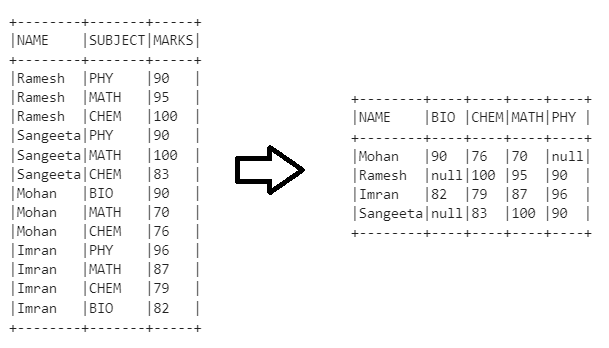 +--------+-------+-----+
|NAME    |SUBJECT|MARKS|
+--------+-------+-----+
|Ramesh  |PHY    |90   |
|Ramesh  |MATH   |95   |
|Ramesh  |CHEM   |100  |
|Sangeeta|PHY    |90   |
|Sangeeta|MATH   |100  |
|Sangeeta|CHEM   |83   |
|Mohan   |BIO    |90   |
|Mohan   |MATH   |70   |
|Mohan   |CHEM   |76   |
|Imran   |PHY    |96   |
|Imran   |MATH   |87   |
|Imran   |CHEM   |79   |
|Imran   |BIO    |82   |
+--------+-------+-----+
+--------+----+----+----+----+
|NAME    |BIO |CHEM|MATH|PHY |
+--------+----+----+----+----+
|Mohan   |90  |76  |70  |null|
|Ramesh  |null|100 |95  |90  |
|Imran   |82  |79  |87  |96  |
|Sangeeta|null|83  |100 |90  |
+--------+----+----+----+----+